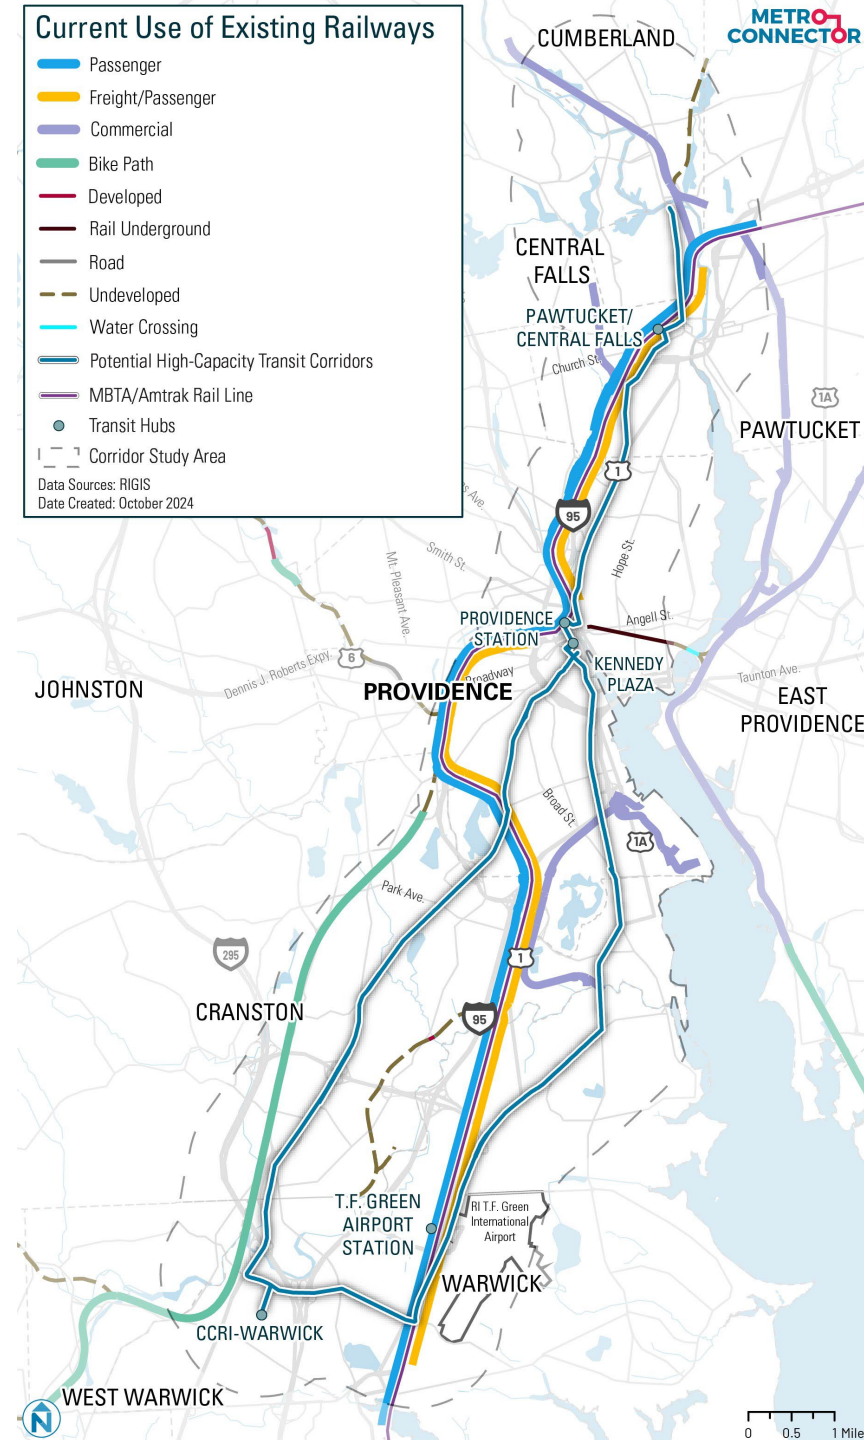 Current Use of Existing Railways
Passenger
Freight/Passenger
Commercial
Bike Path
Developed
Rail Underground
Road
Undeveloped
Water Crossing
Potential High-Capacity Transit Corridors
MBTA/Amtrak Rail Line
Transit Hubs
Corridor Study Area
Data Sources: RIGIS
Date Created: October 2024
METRO
CONNECTOR
CUMBERLAND
CENTRAL
FALLS
PAWTUCKET/
CENTRAL FALLS
Church St.
1A
PAWTUCKET
1
95
Ave.
Smith St.
Mt. Pleasant Ave.
Hope St.
PROVIDENCE
STATION
Angell St.
6
Dennis J. Roberts Expy
Broadway
KENNEDY
PLAZA
Taunton Ave.
JOHNSTON
PROVIDENCE
EAST
PROVIDENCE
Broad St.
1A
Park Ave.
295
1
CRANSTON
95
T.F. GREEN
AIRPORT
STATION
RI T.F. Green
International
Airport
WARWICK
CCRI-WARWICK
WEST WARWICK
N
0 0.5 1 Mile